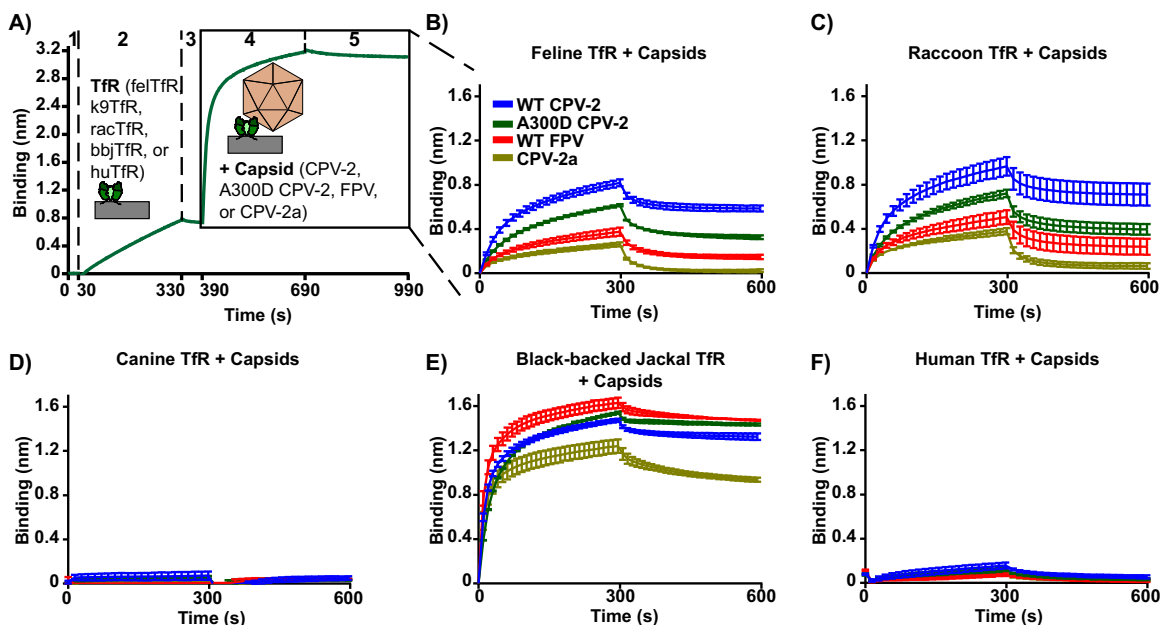 A)
1 2 3 4 5
Binding (nm)
3.2
2.8
2.4
2.0
1.6
1.2
0.8
0.4
0
TfR (felTfR,
k9TfR,
racTfR,
bbjTfR, or
huTfR)
+ Capsid (CPV-2,
A300D CPV-2, FPV,
or CPV-2a)
0 30 330 390 690 990
Time (s)
B)
Feline TfR + Capsids
Binding (nm)
1.6
1.2
0.8
0.4
0
WT CPV-2
A300D CPV-2
WT FPV
CPV-2a
0 300 600
Time (s)
C)
Raccoon TfR + Capsids
Binding (nm)
1.6
1.2
0.8
0.4
0
0 300 600
Time (s)
D)
Canine TfR + Capsids
Binding (nm)
1.6
1.2
0.8
0.4
0
0 300 600
Time (s)
E)
Black-backed Jackal TfR
+ Capsids
Binding (nm)
1.6
1.2
0.8
0.4
0
0 300 600
Time (s)
F)
Human TfR + Capsids
Binding (nm)
1.6
1.2
0.8
0.4
0
0 300 600
Time (s)